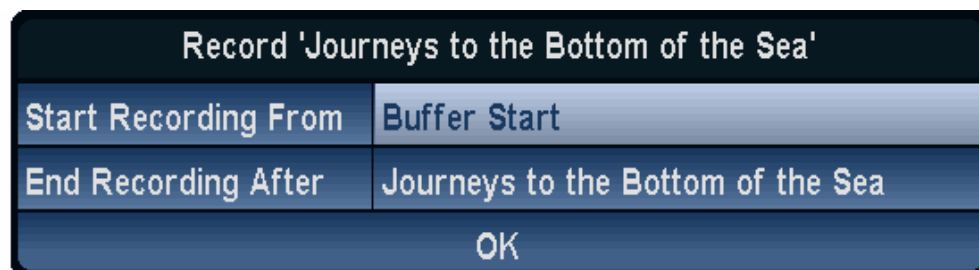 Record 'Journeys to the Bottom of the Sea'
Start Recording From Buffer Start
End Recording After Journeys to the Bottom of the Sea
OK